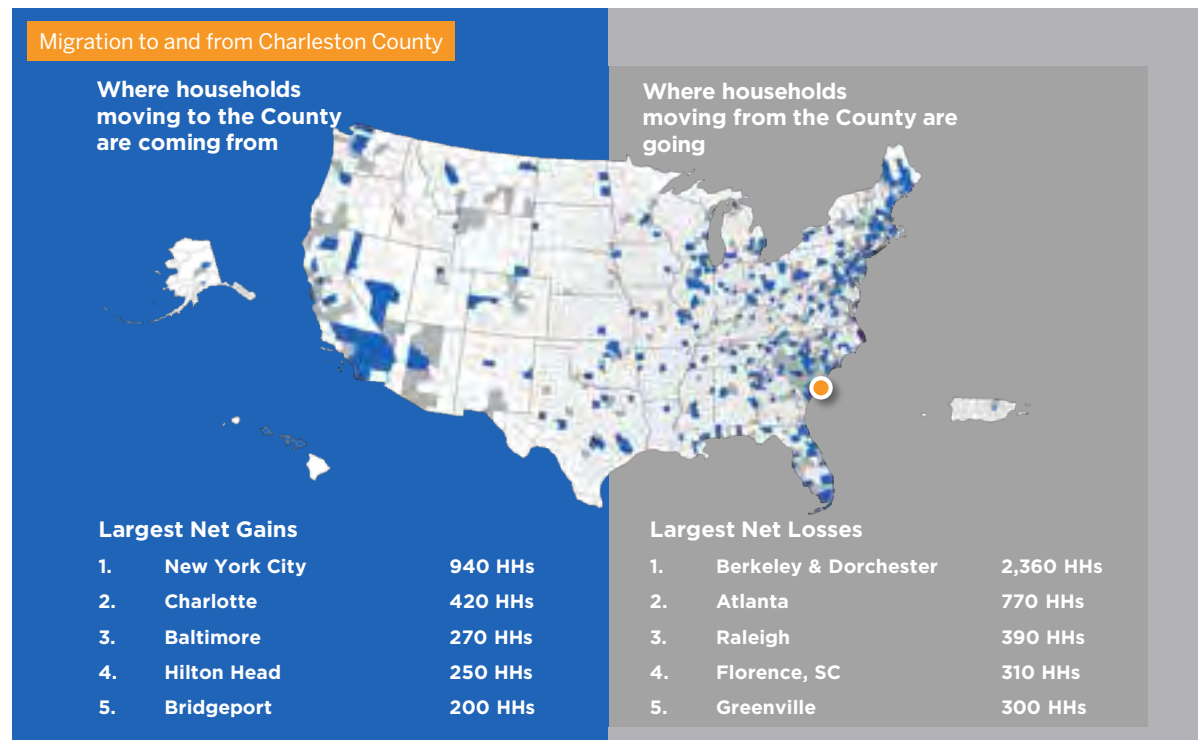 Migration to and from Charleston County
Where households
moving to the County
are coming from
Where households
moving from the County are
going
Largest Net Gains
1. New York City 940 HHs
2. Charlotte 420 HHs
3. Baltimore 270 HHs
4. Hilton Head 250 HHs
5. Bridgeport 200 HHs
Largest Net Losses
1. Berkeley & Dorchester 2,360 HHs
2. Atlanta 770 HHs
3. Raleigh 390 HHs
4. Florence, SC 310 HHs
5. Greenville 300 HHs